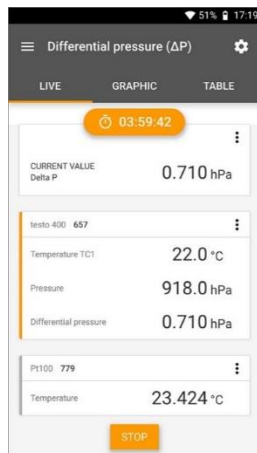 51% 17:19
Differential pressure (ΔP)
LIVE GRAPHIC TABLE
03:59:42
CURRENT VALUE
Delta P 0.710 hPa
testo 400 657
Temperature TC1 22.0 °C
Pressure 918.0 hPa
Differential pressure 0.710 hPa
Pt100 779
Temperature 23.424 °C
STOP